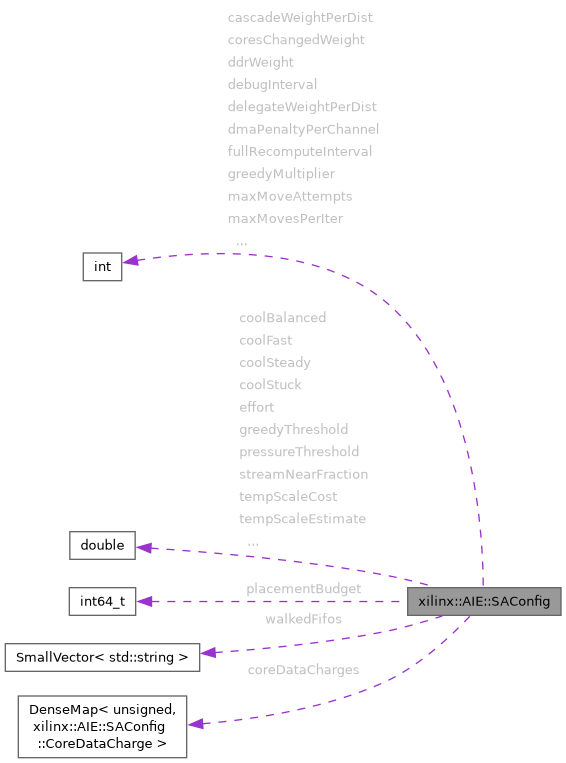 cascadeWeightPerDist
coresChangedWeight
ddrWeight
debugInterval
delegateWeightPerDist
dmaPenaltyPerChannel
fullRecomputeInterval
greedyMultiplier
maxMoveAttempts
maxMovesPerIter
...
int
coolBalanced
coolFast
coolSteady
coolStuck
effort
greedyThreshold
pressureThreshold
streamNearFraction
tempScaleCost
tempScaleEstimate
...
double
placementBudget
int64_t
xilinx::AIE::SAConfig
walkedFifos
SmallVector< std::string >
coreDataCharges
DenseMap< unsigned,
xilinx::AIE::SAConfig
::CoreDataCharge >